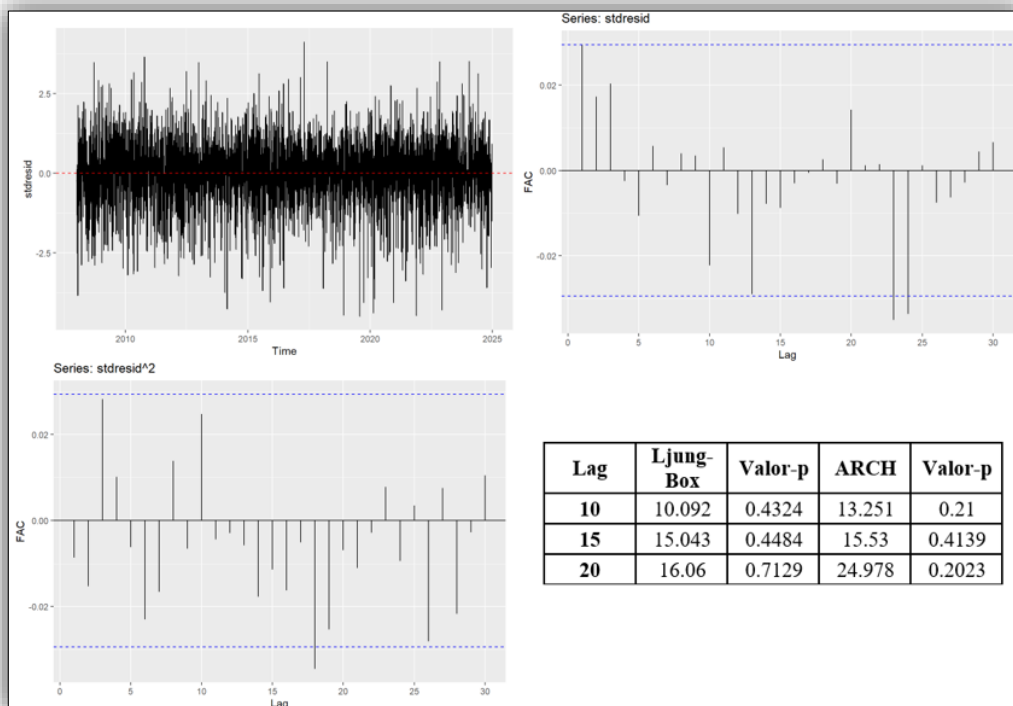 2.5
0.0
-2.5
stdresid
2010
2015
2020
2025
Time
Series: stdresid
0.02
0.00
-0.02
FAC
0
5
10
15
20
25
30
Lag
Series: stdresid^2
0.02
0.00
-0.02
FAC
0
5
10
15
20
25
30
Lag
Lag Ljung-Box Valor-p ARCH Valor-p
10 10.092 0.4324 13.251 0.21
15 15.043 0.4484 15.53 0.4139
20 16.06 0.7129 24.978 0.2023